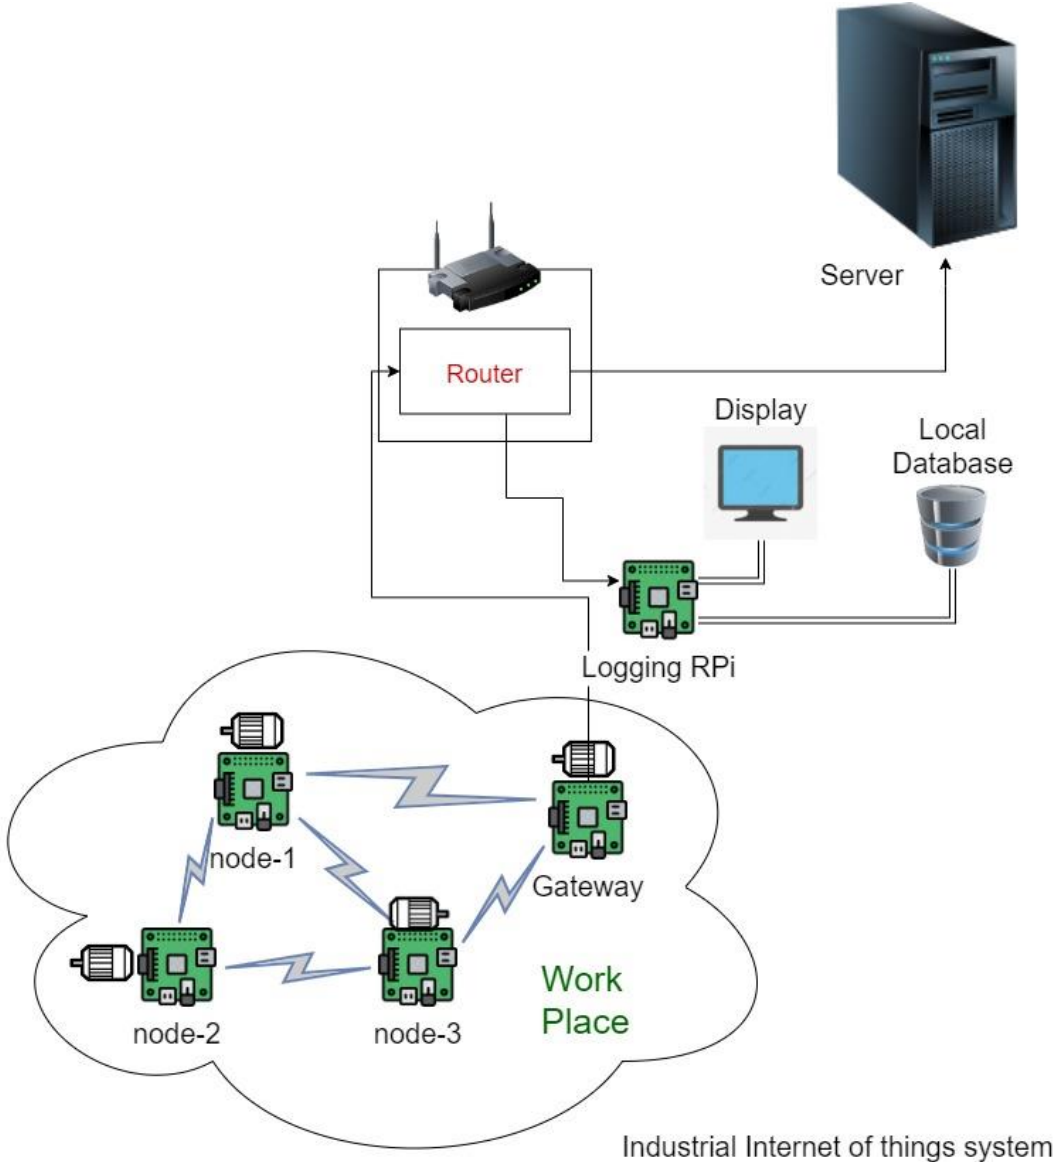 Server
Router
Display
Local
Database
Logging RPi
node-1
Gateway
node-2
node-3
Work
Place
Industrial Internet of things system